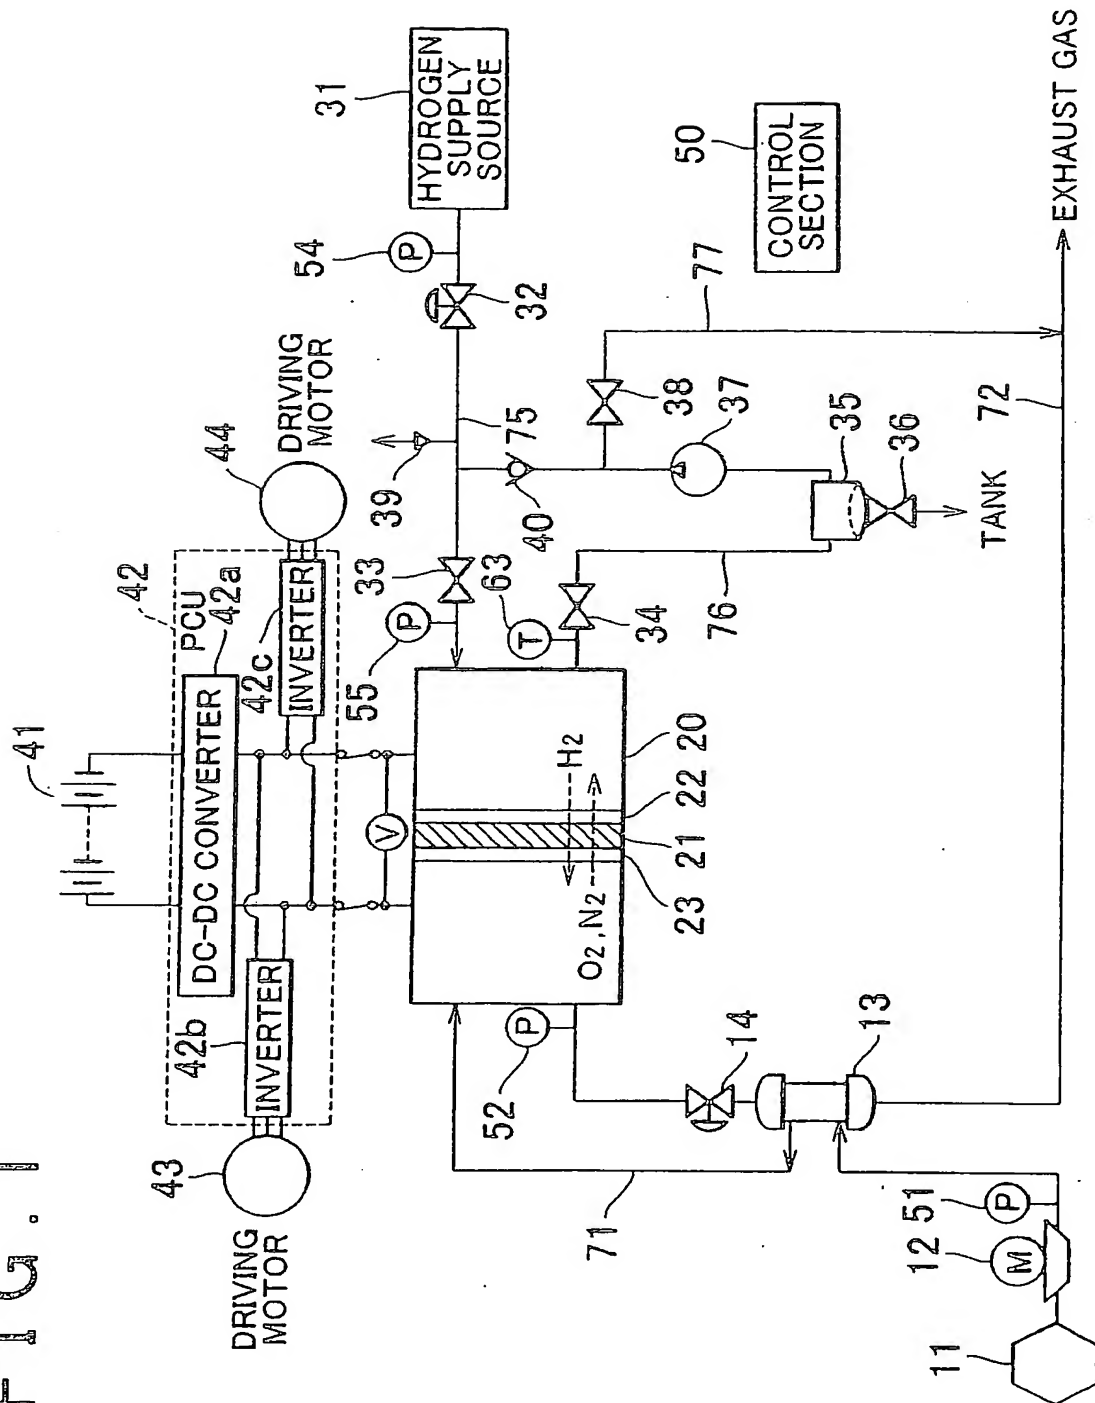 FIG. 1
41
42
PCU
42a
DC-DC CONVERTER
42b
INVERTER
42c
INVERTER
43
DRIVING
MOTOR
44
DRIVING
MOTOR
V
31
HYDROGEN
SUPPLY
SOURCE
54
P
32
39
75
33
55
P
40
63
T
34
76
38
77
37
35
36
TANK
50
CONTROL
SECTION
H2
O2, N2
20
22
21
23
52
P
14
13
71
72
EXHAUST GAS
51
P
12
M
11